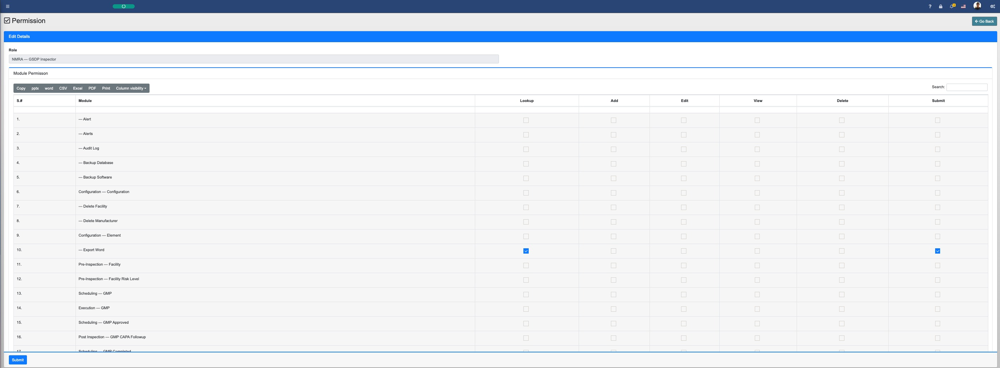 Permission
Go Back
Edit Details
Role
NMRA — GSDP Inspector
Module Permisson
Copy pptx word CSV Excel PDF Print Column visibility
Search:
S.# Module Lookup Add Edit View Delete Submit
1. — Alert
2. — Alerts
3. — Audit Log
4. — Backup Database
5. — Backup Software
6. Configuration — Configuration
7. — Delete Facility
8. — Delete Manufacturer
9. Configuration — Element
10. — Export Word
11. Pre-Inspection — Facility
12. Pre-Inspection — Facility Risk Level
13. Scheduling — GMP
14. Execution — GMP
15. Scheduling — GMP Approved
16. Post Inspection — GMP CAPA Followup
17. Scheduling — GMP Completed
Submit